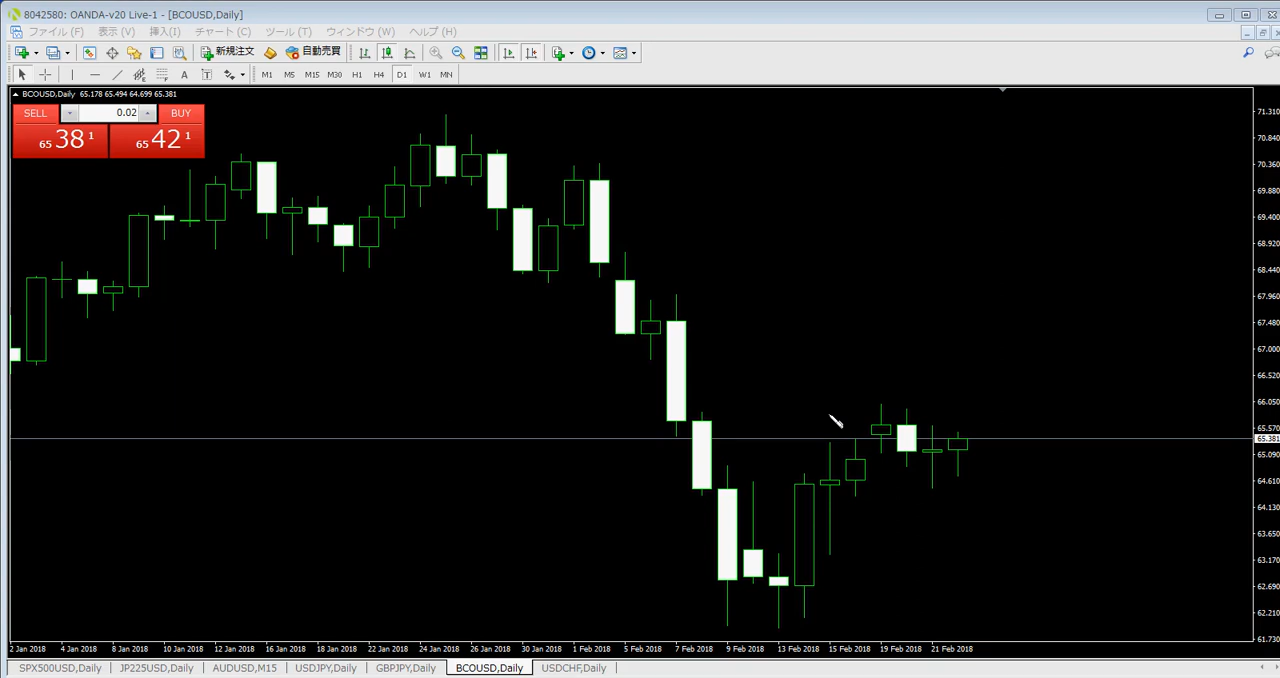 8042580: OANDA-v20 Live-1 - [BCOUSD,Daily]
ファイル (F) 表示 (V) 挿入(I) チャート (C) ツール (T) ウィンドウ (W) ヘルプ (H)
新規注文 自動売買
A T M1 M5 M15 M30 H1 H4 D1 W1 MN
BCOUSD,Daily 65.178 65.494 64.699 65.381
SELL 0.02 BUY
65 38 1 65 42 1
71.310
70.840
70.360
69.880
69.400
68.920
68.440
67.960
67.480
67.000
66.520
66.050
65.570
65.381
65.090
64.610
64.130
63.650
63.170
62.690
62.210
61.730
2 Jan 2018 4 Jan 2018 8 Jan 2018 10 Jan 2018 12 Jan 2018 16 Jan 2018 18 Jan 2018 22 Jan 2018 24 Jan 2018 26 Jan 2018 30 Jan 2018 1 Feb 2018 5 Feb 2018 7 Feb 2018 9 Feb 2018 13 Feb 2018 15 Feb 2018 19 Feb 2018 21 Feb 2018
SPX500USD,Daily JP225USD,Daily AUDUSD,M15 USDJPY,Daily GBPJPY,Daily BCOUSD,Daily USDCHF,Daily